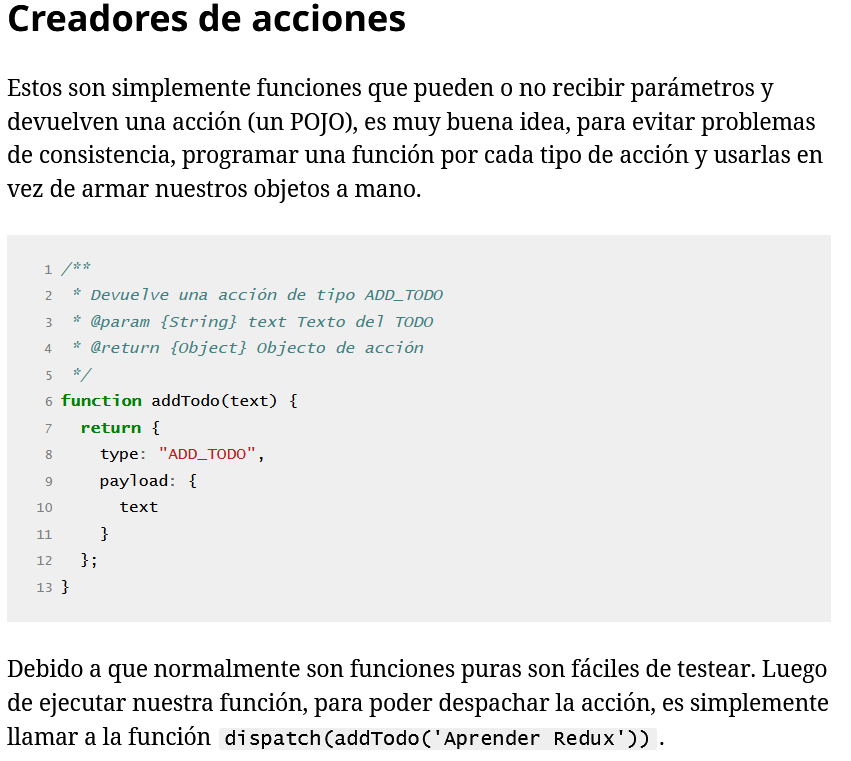 Creadores de acciones
Estos son simplemente funciones que pueden o no recibir parámetros y
devuelven una acción (un POJO), es muy buena idea, para evitar problemas
de consistencia, programar una función por cada tipo de acción y usarlas en
vez de armar nuestros objetos a mano.
1 /**
2  * Devuelve una acción de tipo ADD_TODO
3  * @param {String} text Texto del TODO
4  * @return {Object} Objecto de acción
5  */
6 function addTodo(text) {
7   return {
8     type: "ADD_TODO",
9     payload: {
10       text
11     }
12   };
13 }
Debido a que normalmente son funciones puras son fáciles de testear. Luego
de ejecutar nuestra función, para poder despachar la acción, es simplemente
llamar a la función dispatch(addTodo('Aprender Redux')) .